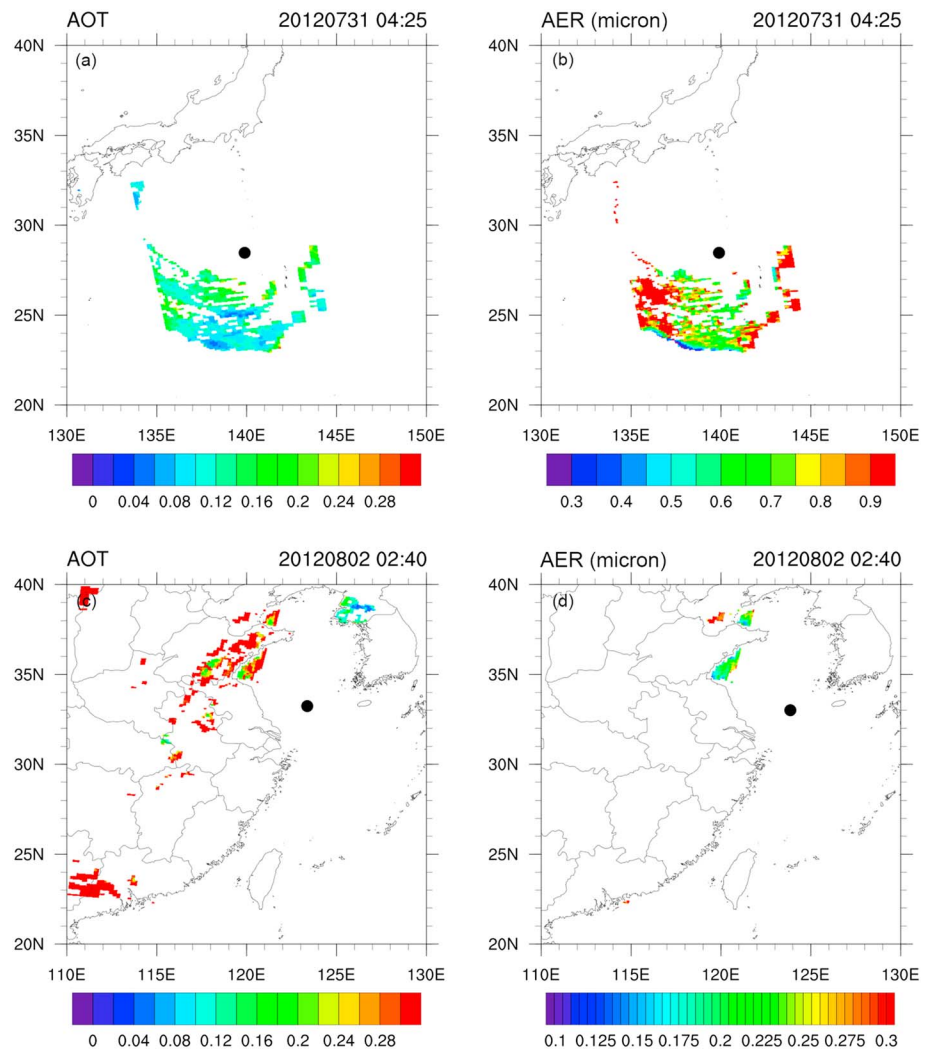 AOT 20120731 04:25
(a)
40N
35N
30N
25N
20N
130E 135E 140E 145E 150E
0 0.04 0.08 0.12 0.16 0.2 0.24 0.28
AER (micron) 20120731 04:25
(b)
40N
35N
30N
25N
20N
130E 135E 140E 145E 150E
0.3 0.4 0.5 0.6 0.7 0.8 0.9
AOT 20120802 02:40
(c)
40N
35N
30N
25N
20N
110E 115E 120E 125E 130E
0 0.04 0.08 0.12 0.16 0.2 0.24 0.28
AER (micron) 20120802 02:40
(d)
40N
35N
30N
25N
20N
110E 115E 120E 125E 130E
0.1 0.125 0.15 0.175 0.2 0.225 0.25 0.275 0.3